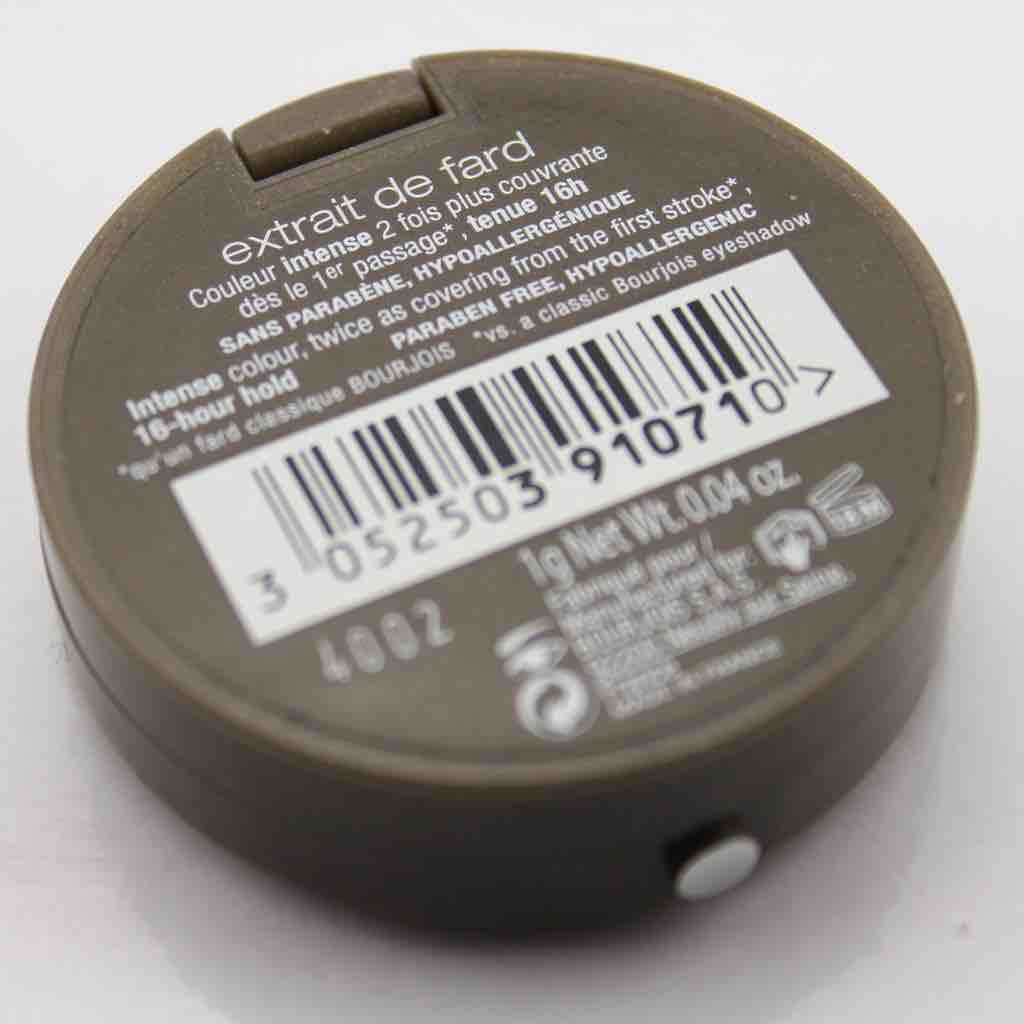 extrait de fard
Couleur intense 2 fois plus couvrante
dès le 1er passage*, tenue 16h
SANS PARABÈNE, HYPOALLERGÉNIQUE
Intense colour, twice as covering from the first stroke*,
16-hour hold PARABEN FREE, HYPOALLERGENIC
*qu'un fard classique BOURJOIS *vs. a classic Bourjois eyeshadow
3 052503 910710 >
4002
1g Net Wt. 0.04 oz.
S.A.S.